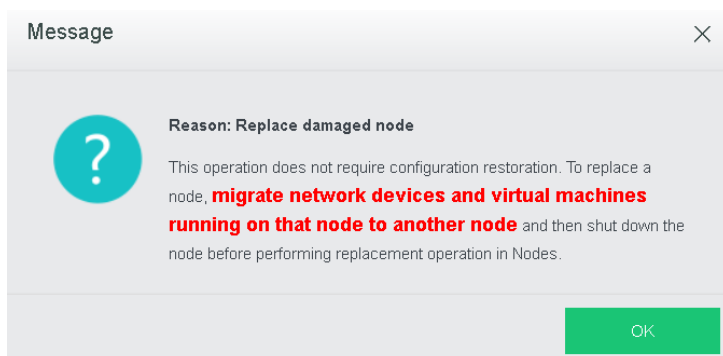 Message
Reason: Replace damaged node
This operation does not require configuration restoration. To replace a
node, migrate network devices and virtual machines
running on that node to another node and then shut down the
node before performing replacement operation in Nodes.
OK